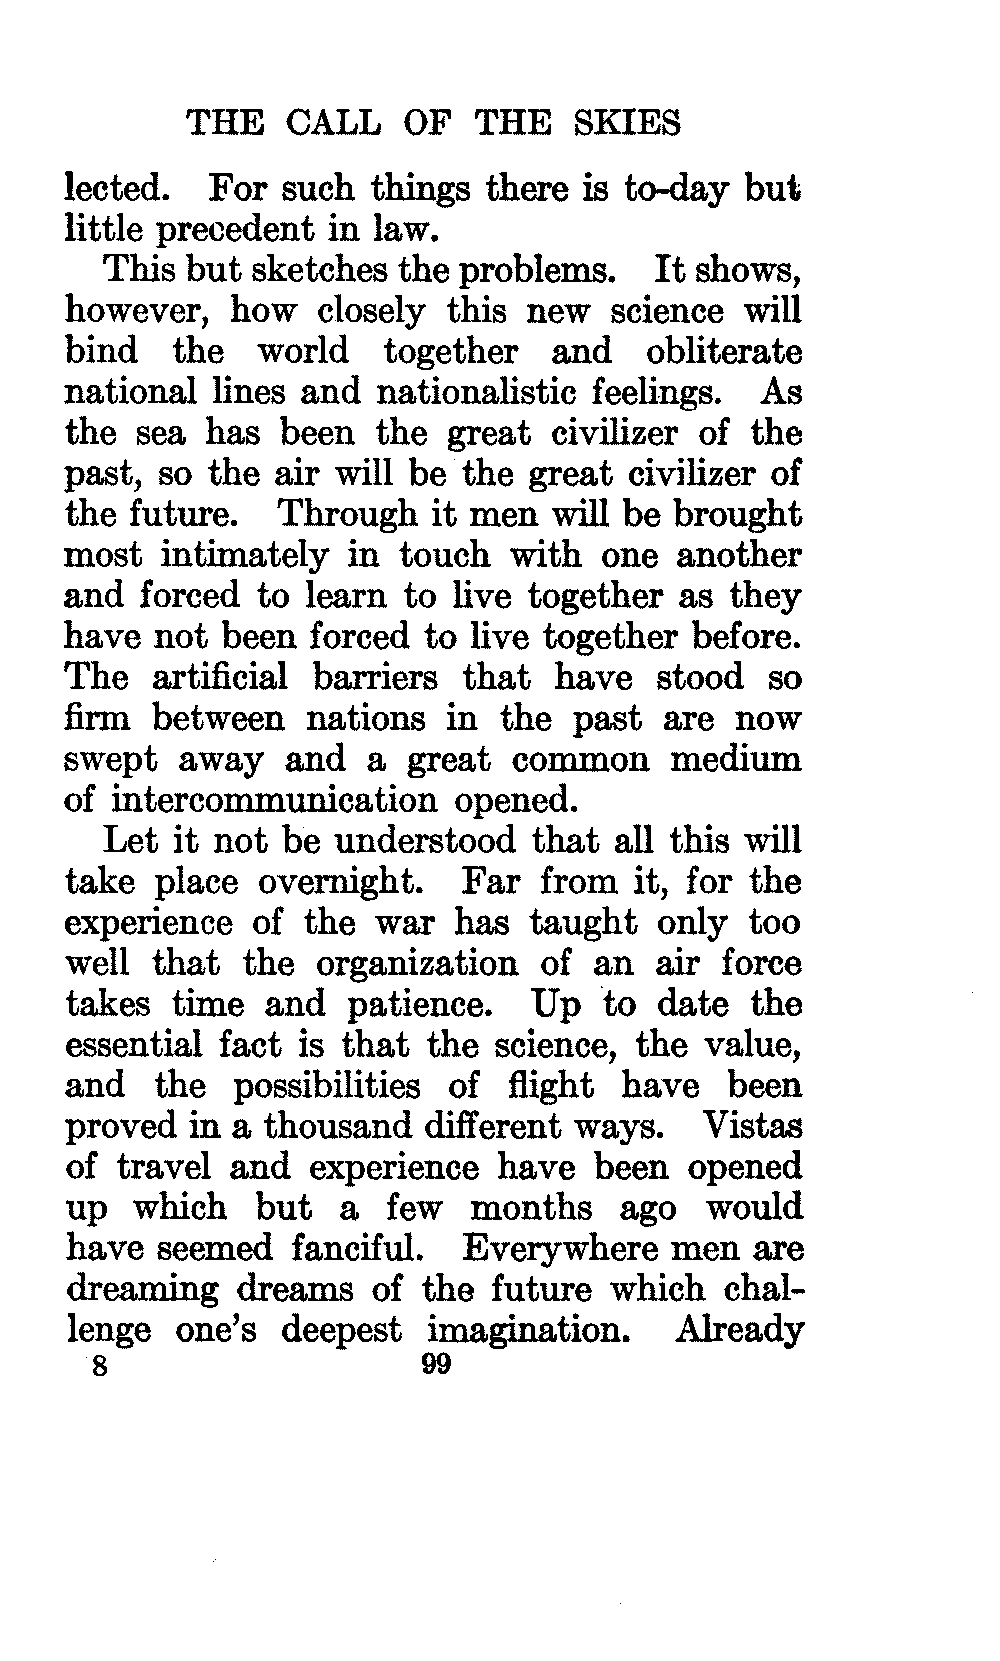 THE CALL OF THE SKIES
lected. For such things there is to-day but
little precedent in law.
This but sketches the problems. It shows,
however, how closely this new science will
bind the world together and obliterate
national lines and nationalistic feelings. As
the sea has been the great civilizer of the
past, so the air will be the great civilizer of
the future. Through it men will be brought
most intimately in touch with one another
and forced to learn to live together as they
have not been forced to live together before.
The artificial barriers that have stood so
firm between nations in the past are now
swept away and a great common medium
of intercommunication opened.
Let it not be understood that all this will
take place overnight. Far from it, for the
experience of the war has taught only too
well that the organization of an air force
takes time and patience. Up to date the
essential fact is that the science, the value,
and the possibilities of flight have been
proved in a thousand different ways. Vistas
of travel and experience have been opened
up which but a few months ago would
have seemed fanciful. Everywhere men are
dreaming dreams of the future which chal-
lenge one's deepest imagination. Already
8 99